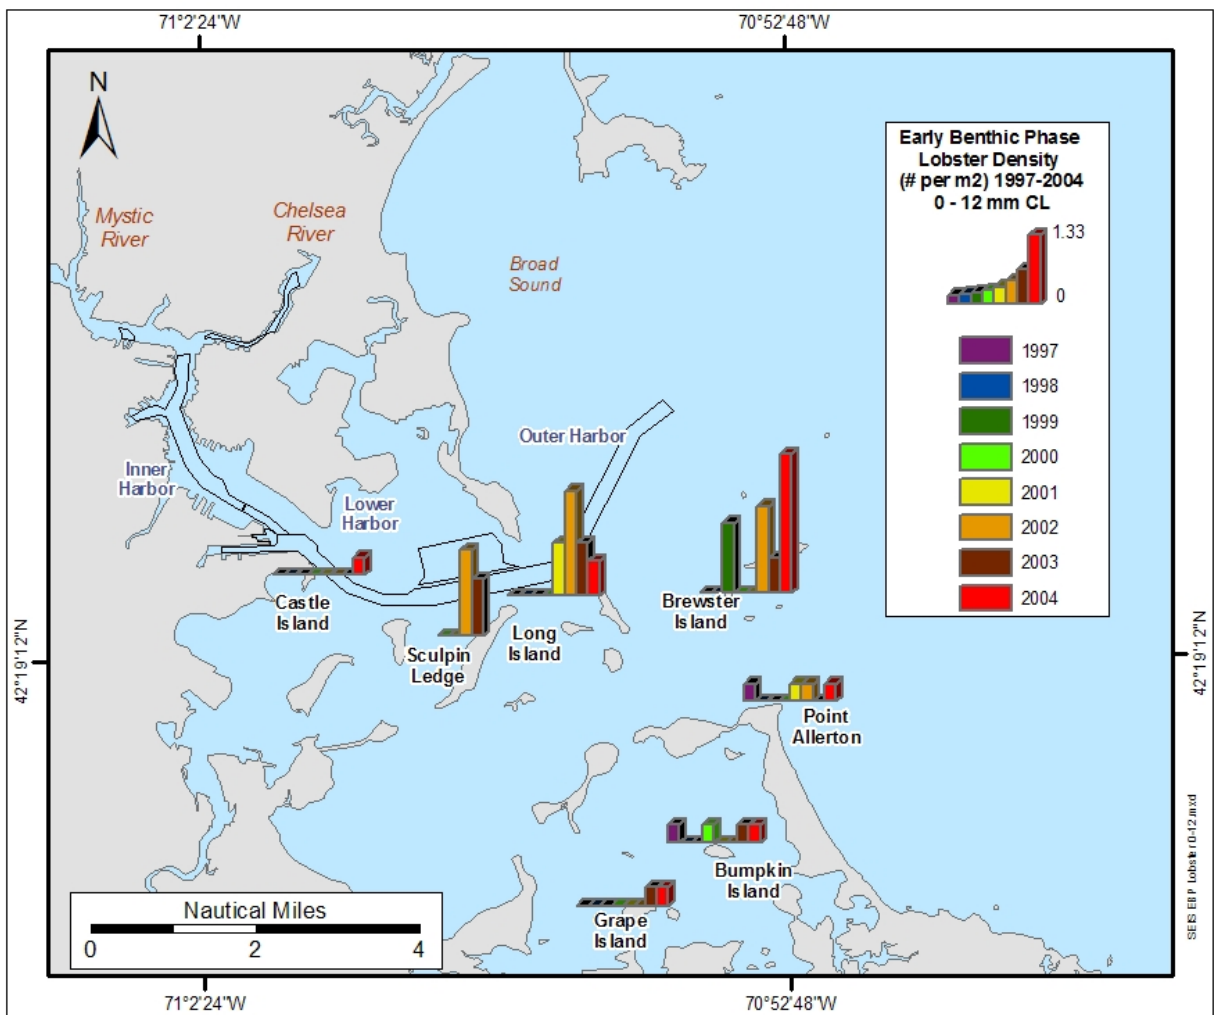 71°2'24"W
70°52'48"W
N
Mystic
River
Chelsea
River
Broad
Sound
Early Benthic Phase
Lobster Density
(# per m2) 1997-2004
0 - 12 mm CL
1.33
0
1997
1998
1999
2000
2001
2002
2003
2004
Outer Harbor
Inner
Harbor
Lower
Harbor
Castle
Island
Sculpin
Ledge
Long
Island
Brewster
Island
Point
Allerton
Bumpkin
Island
Grape
Island
42°19'12"N
42°19'12"N
Nautical Miles
0
2
4
SEIS EBP Lobster 0-12.mxd
71°2'24"W
70°52'48"W